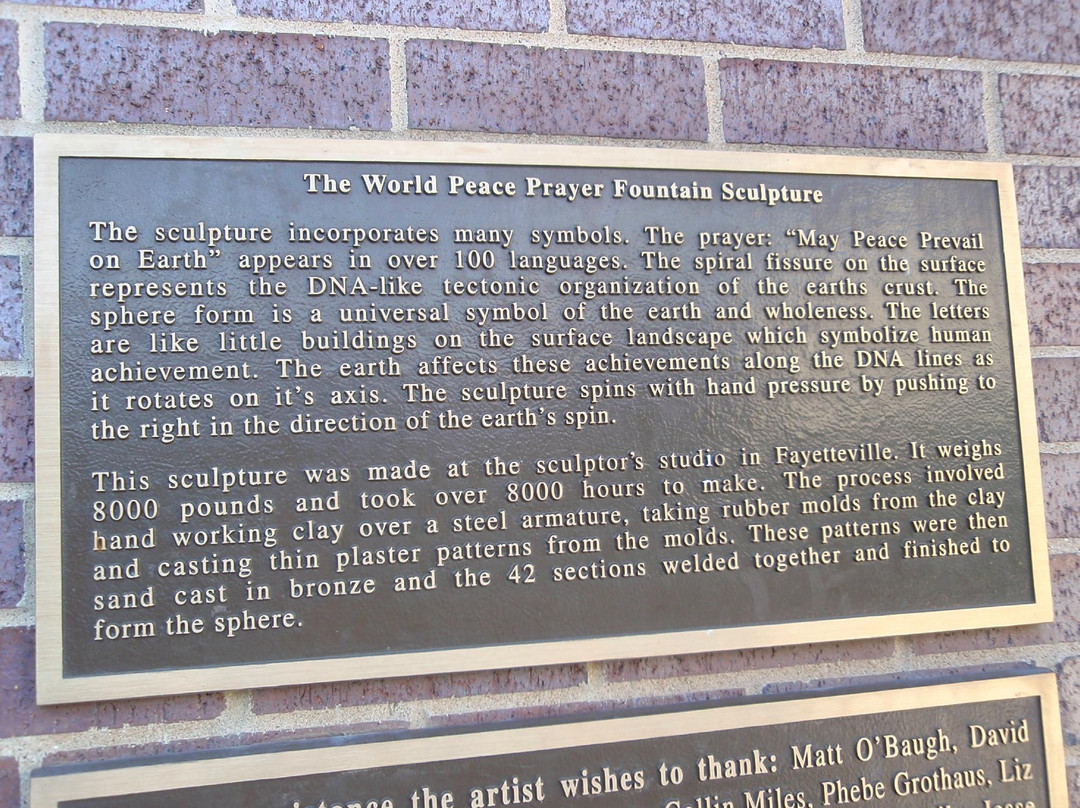 The World Peace Prayer Fountain Sculpture
The sculpture incorporates many symbols. The prayer: “May Peace Prevail
on Earth” appears in over 100 languages. The spiral fissure on the surface
represents the DNA-like tectonic organization of the earths crust. The
sphere form is a universal symbol of the earth and wholeness. The letters
are like little buildings on the surface landscape which symbolize human
achievement. The earth affects these achievements along the DNA lines as
it rotates on it’s axis. The sculpture spins with hand pressure by pushing to
the right in the direction of the earth’s spin.
This sculpture was made at the sculptor’s studio in Fayetteville. It weighs
8000 pounds and took over 8000 hours to make. The process involved
hand working clay over a steel armature, taking rubber molds from the clay
and casting thin plaster patterns from the molds. These patterns were then
sand cast in bronze and the 42 sections welded together and finished to
form the sphere.
the artist wishes to thank: Matt O’Baugh, David
Miles, Phebe Grothaus, Liz